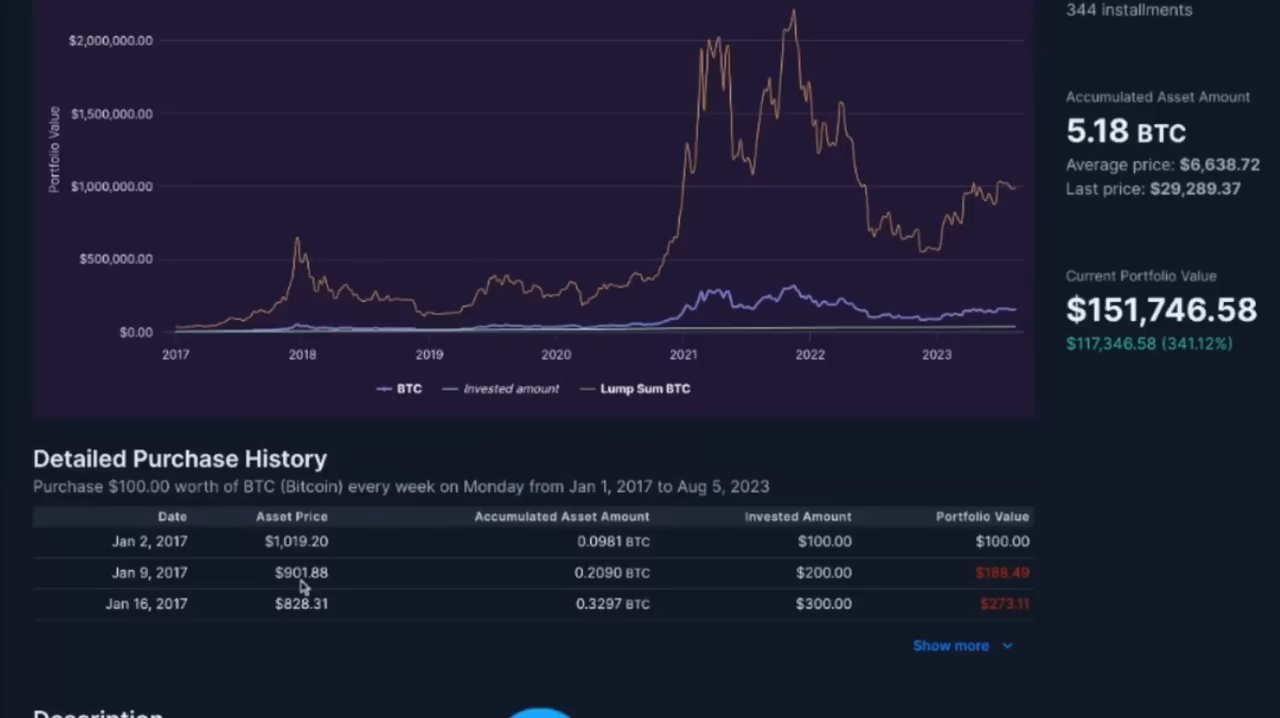 344 installments
$2,000,000.00
$1,500,000.00
$1,000,000.00
$500,000.00
$0.00
Portfolio Value
2017 2018 2019 2020 2021 2022 2023
BTC Invested amount Lump Sum BTC
Accumulated Asset Amount
5.18 BTC
Average price: $6,638.72
Last price: $29,289.37
Current Portfolio Value
$151,746.58
$117,346.58 (341.12%)
Detailed Purchase History
Purchase $100.00 worth of BTC (Bitcoin) every week on Monday from Jan 1, 2017 to Aug 5, 2023
Date Asset Price Accumulated Asset Amount Invested Amount Portfolio Value
Jan 2, 2017 $1,019.20 0.0981 BTC $100.00 $100.00
Jan 9, 2017 $901.88 0.2090 BTC $200.00 $188.49
Jan 16, 2017 $828.31 0.3297 BTC $300.00 $273.11
Show more
Description